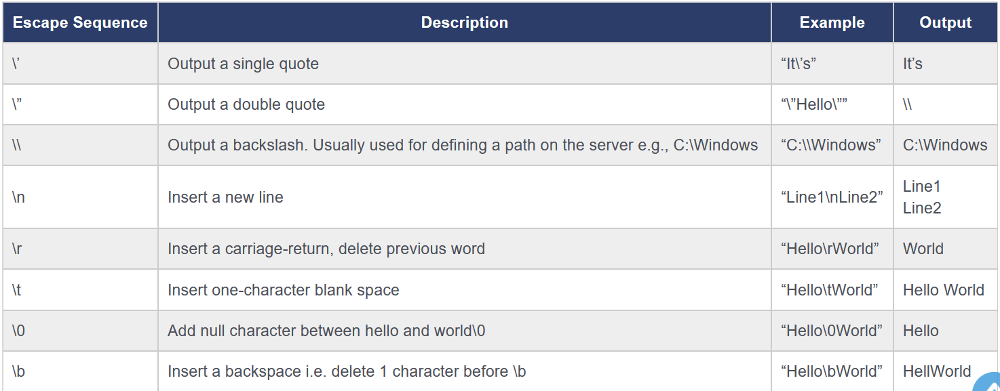 Escape Sequence Description Example Output
\’ Output a single quote “It\’s” It’s
\” Output a double quote “\”Hello\”” \\
\\ Output a backslash. Usually used for defining a path on the server e.g., C:\Windows “C:\\Windows” C:\Windows
\n Insert a new line “Line1\nLine2” Line1
Line2
\r Insert a carriage-return, delete previous word “Hello\rWorld” World
\t Insert one-character blank space “Hello\tWorld” Hello World
\0 Add null character between hello and world\0 “Hello\0World” Hello
\b Insert a backspace i.e. delete 1 character before \b “Hello\bWorld” HellWorld